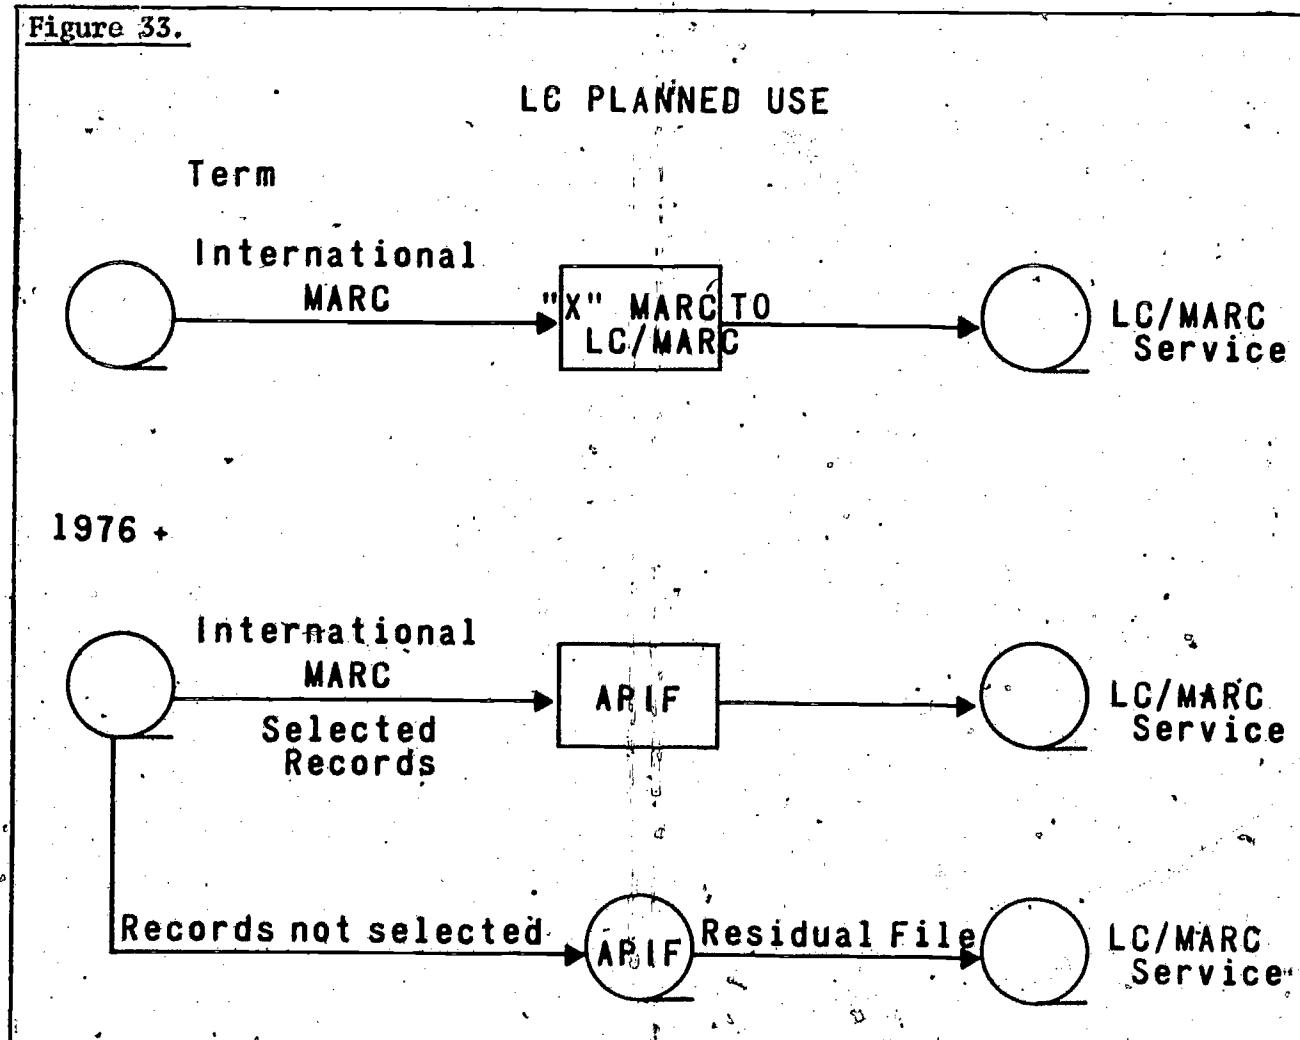 Figure 33.
LC PLANNED USE
Term
International
MARC
"X" MARC TO
LC/MARC
LC/MARC
Service
1976 +
International
MARC
Selected
Records
APIF
LC/MARC
Service
Records not selected
APIF
Residual File
LC/MARC
Service